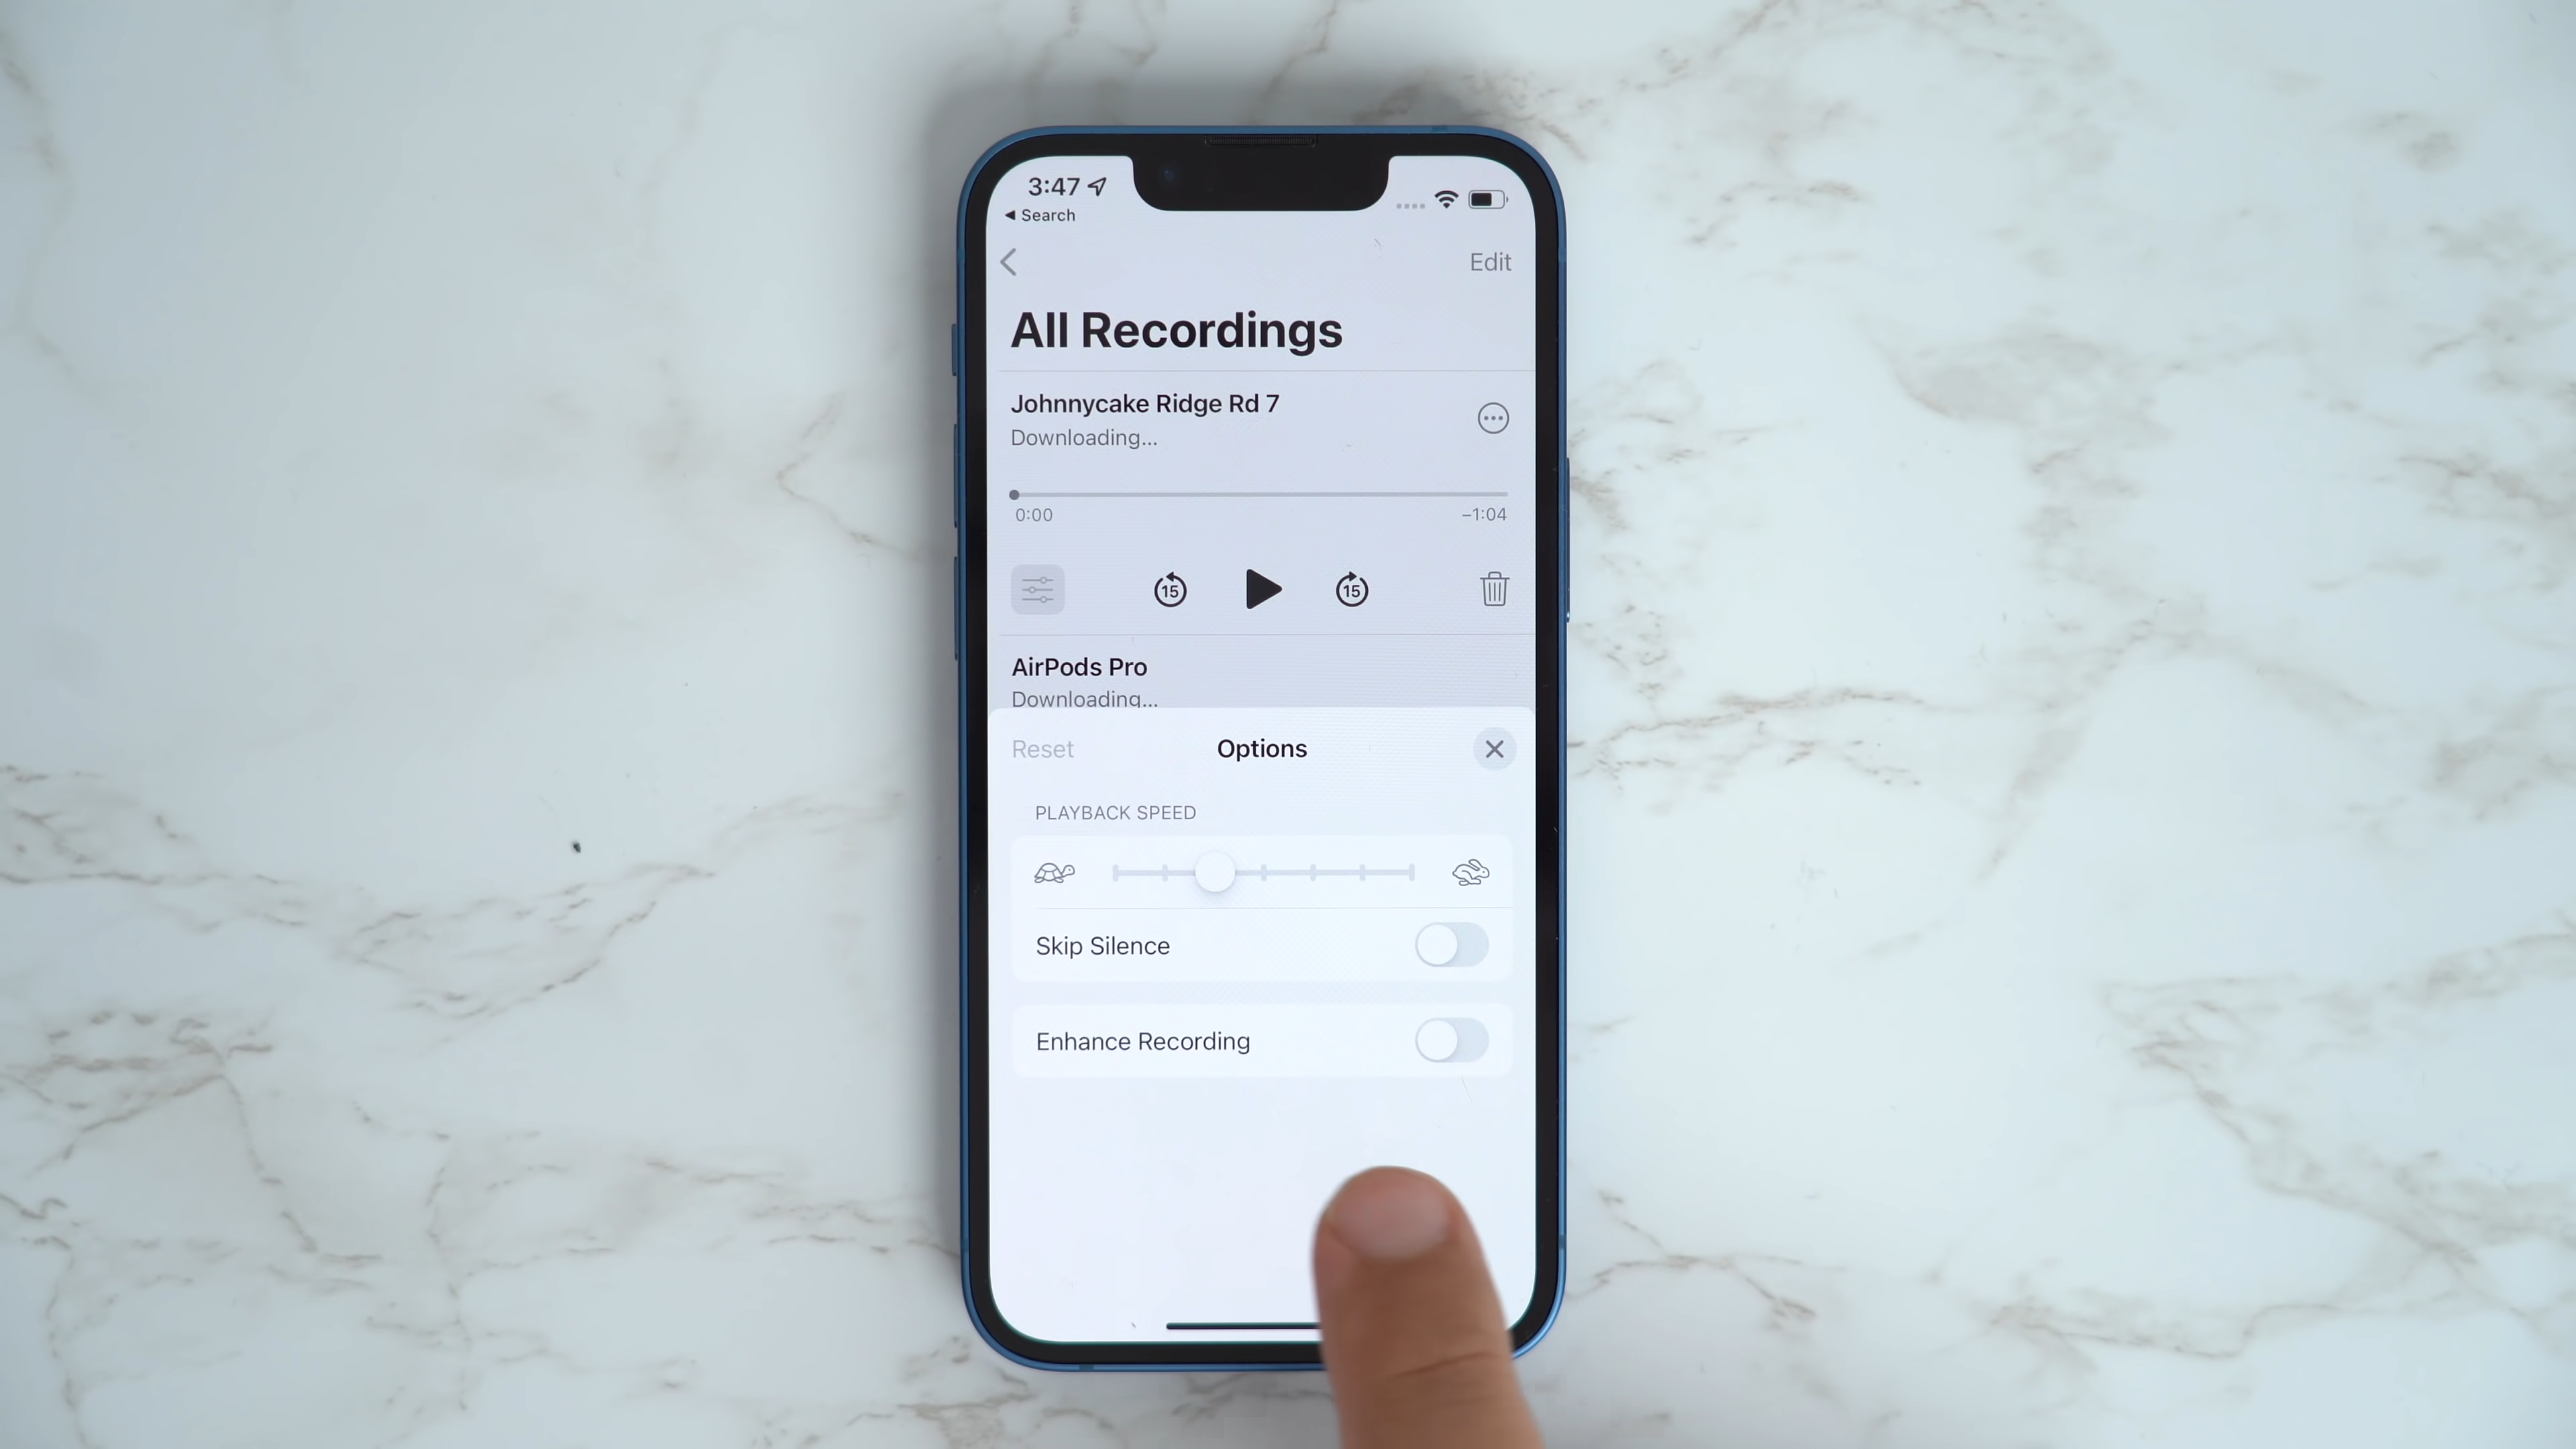 3:47
Search
Edit
All Recordings
Johnnycake Ridge Rd 7
Downloading...
0:00
–1:04
15
15
AirPods Pro
Downloading...
Reset
Options
PLAYBACK SPEED
Skip Silence
Enhance Recording